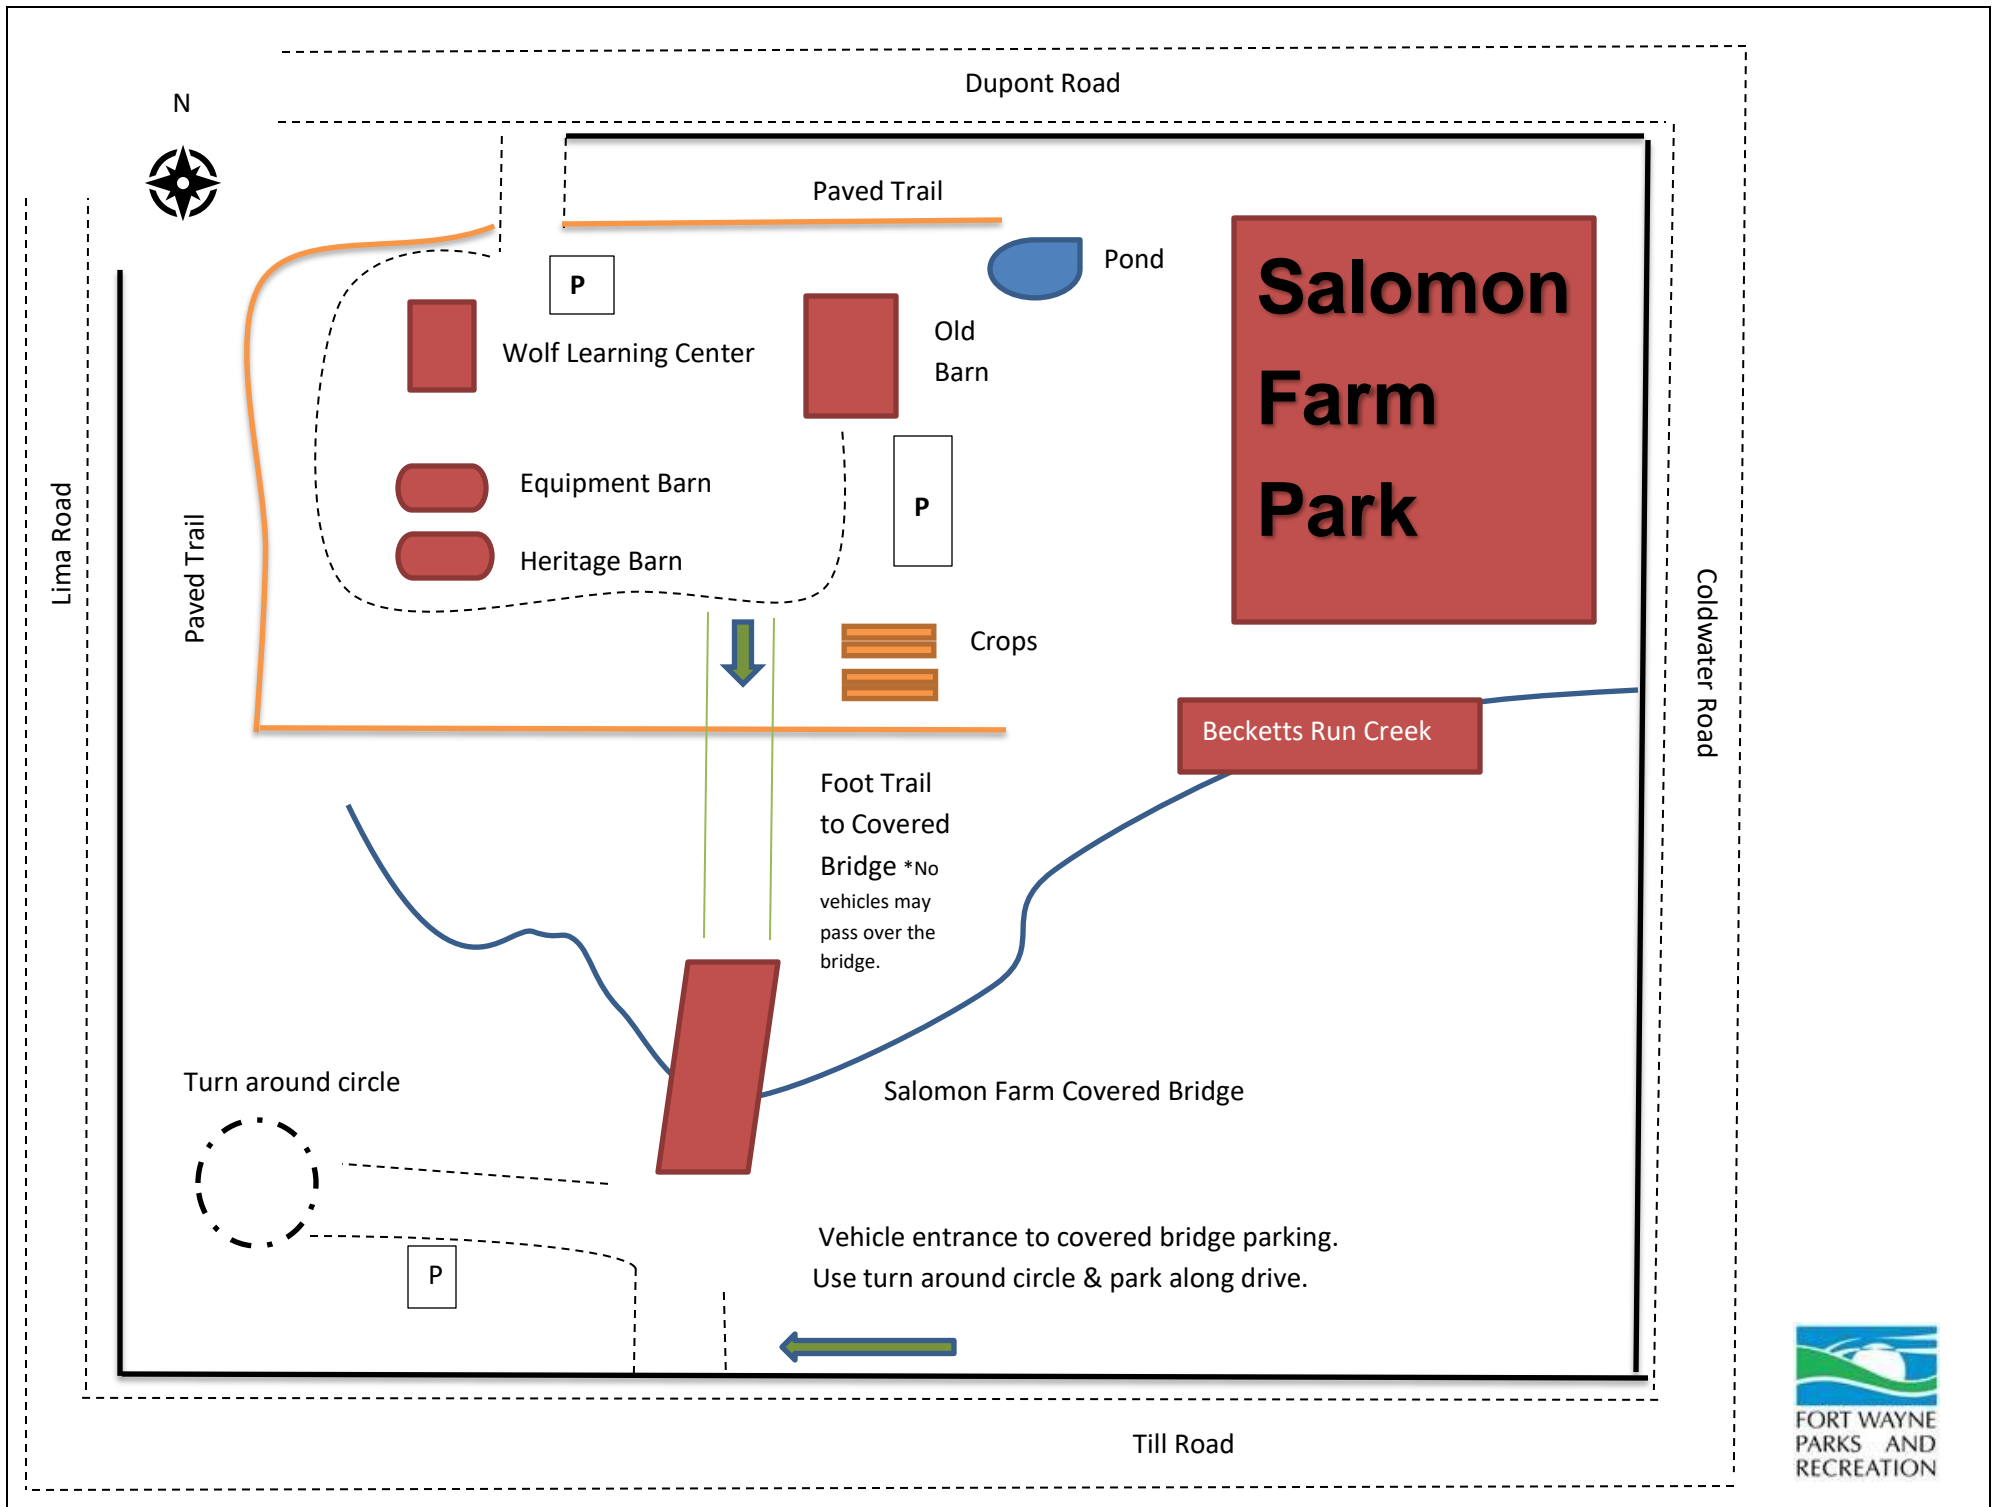 Dupont Road
N
Paved Trail
Pond
P
Salomon
Farm
Park
Old
Barn
Wolf Learning Center
Equipment Barn
P
Lima Road
Paved Trail
Heritage Barn
Crops
Coldwater Road
Becketts Run Creek
Foot Trail
to Covered
Bridge *No
vehicles may
pass over the
bridge.
Turn around circle
Salomon Farm Covered Bridge
Vehicle entrance to covered bridge parking.
Use turn around circle & park along drive.
P
Till Road
FORT WAYNE
PARKS AND
RECREATION